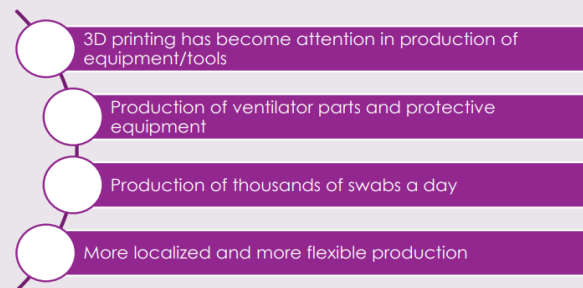 3D printing has become attention in production of
equipment/tools
Production of ventilator parts and protective
equipment
Production of thousands of swabs a day
More localized and more flexible production